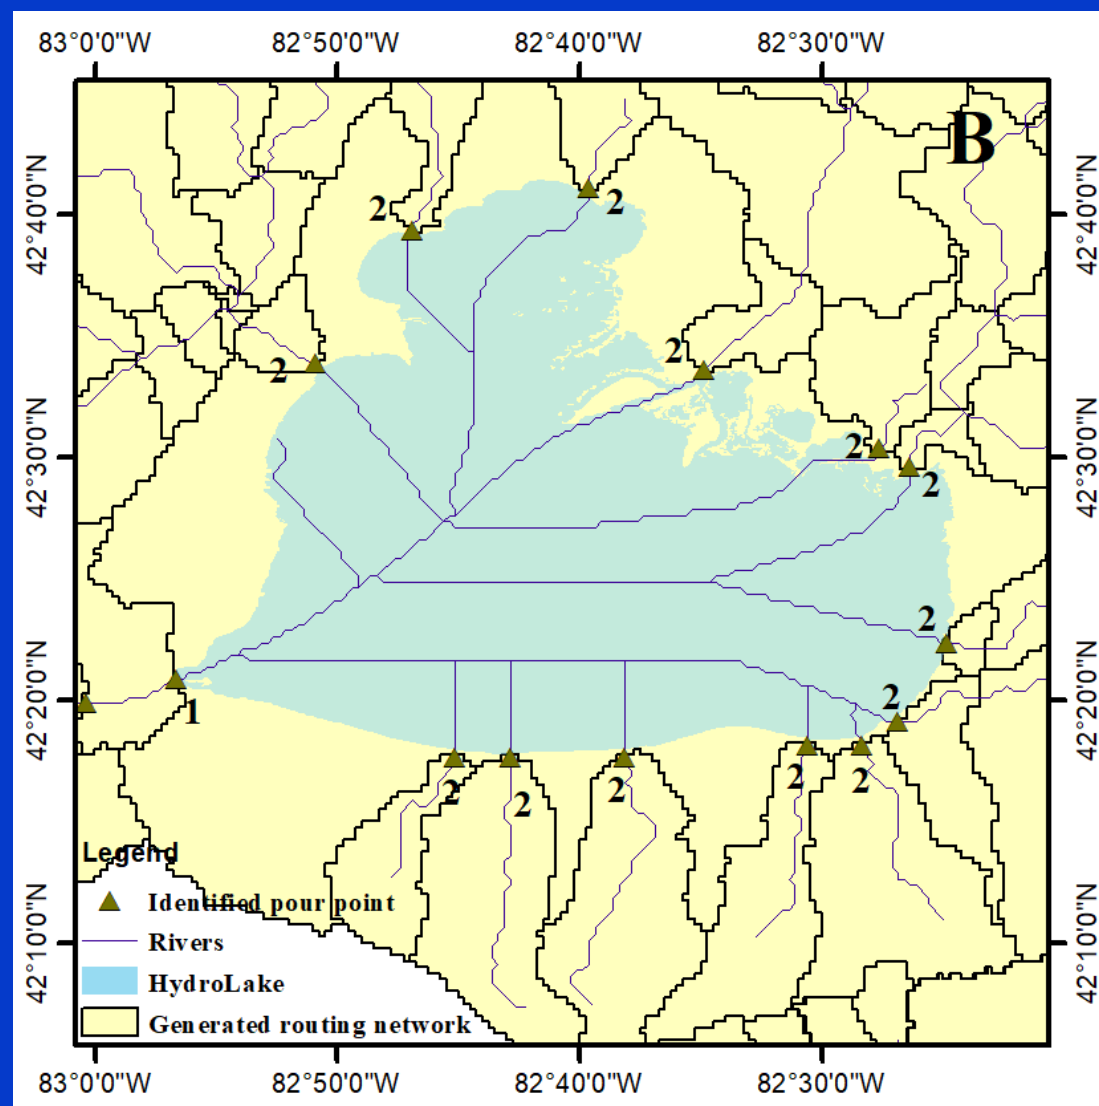 83°0'0"W 82°50'0"W 82°40'0"W 82°30'0"W
B
42°40'0"N 42°40'0"N
2 2
2 2
42°30'0"N 42°30'0"N
2 2
2
42°20'0"N 42°20'0"N
1 2
2 2 2 2 2
Legend
Identified pour point
Rivers
HydroLake
Generated routing network
42°10'0"N 42°10'0"N
83°0'0"W 82°50'0"W 82°40'0"W 82°30'0"W